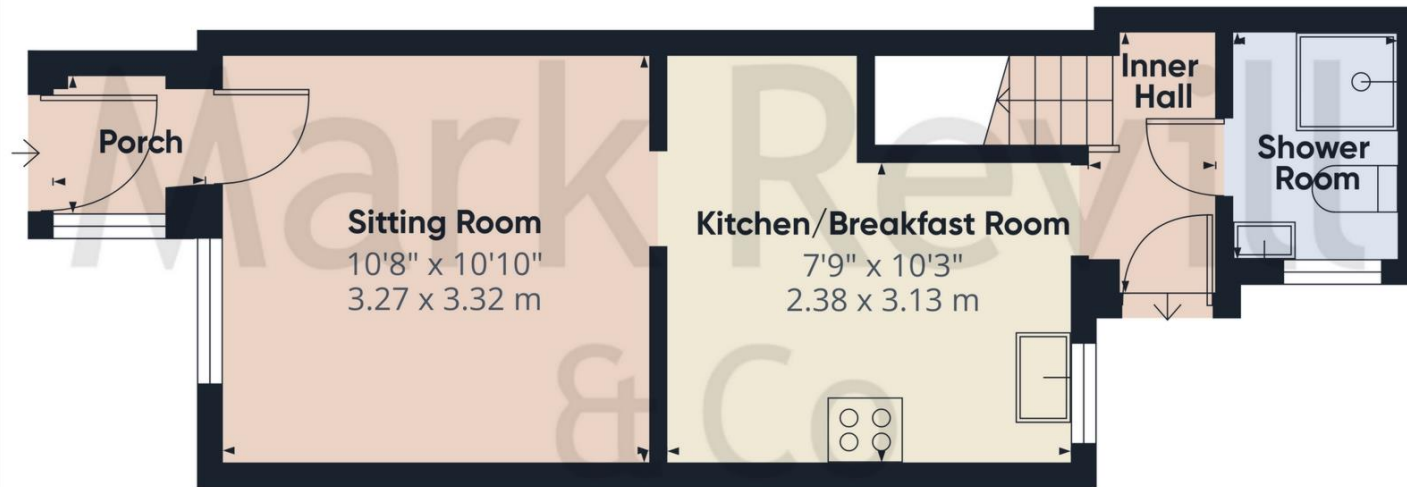 Porch
Sitting Room
10'8" x 10'10"
3.27 x 3.32 m
Kitchen/Breakfast Room
7'9" x 10'3"
2.38 x 3.13 m
Inner
Hall
Shower
Room
Mark Revill
& Co